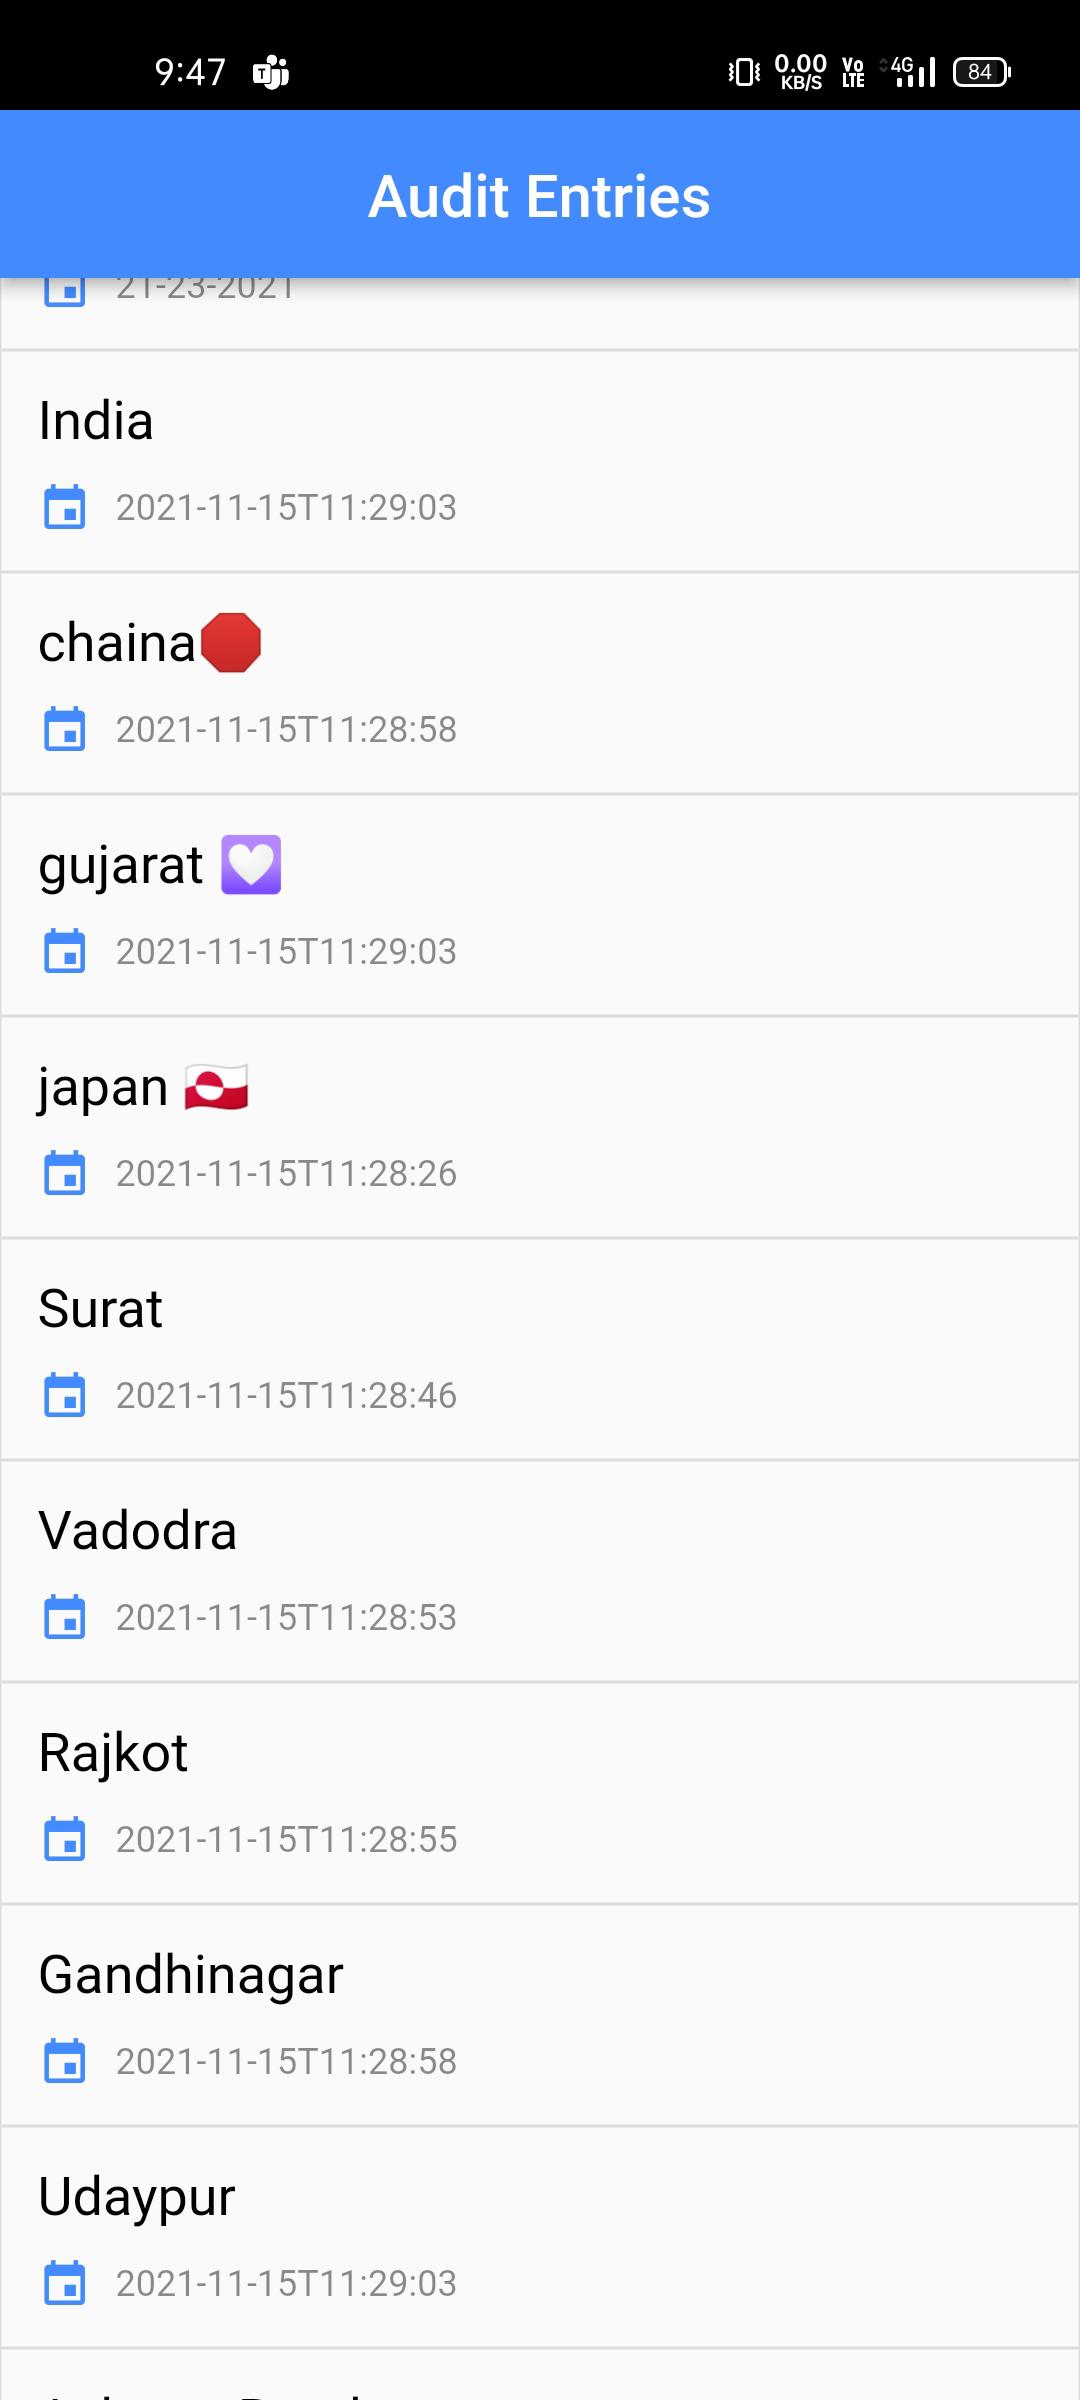 9:47
0.00 KB/S Vo LTE 4G 84
Audit Entries
21-23-2021
India
2021-11-15T11:29:03
chaina🛑
2021-11-15T11:28:58
gujarat 💟
2021-11-15T11:29:03
japan 🇬🇱
2021-11-15T11:28:26
Surat
2021-11-15T11:28:46
Vadodra
2021-11-15T11:28:53
Rajkot
2021-11-15T11:28:55
Gandhinagar
2021-11-15T11:28:58
Udaypur
2021-11-15T11:29:03